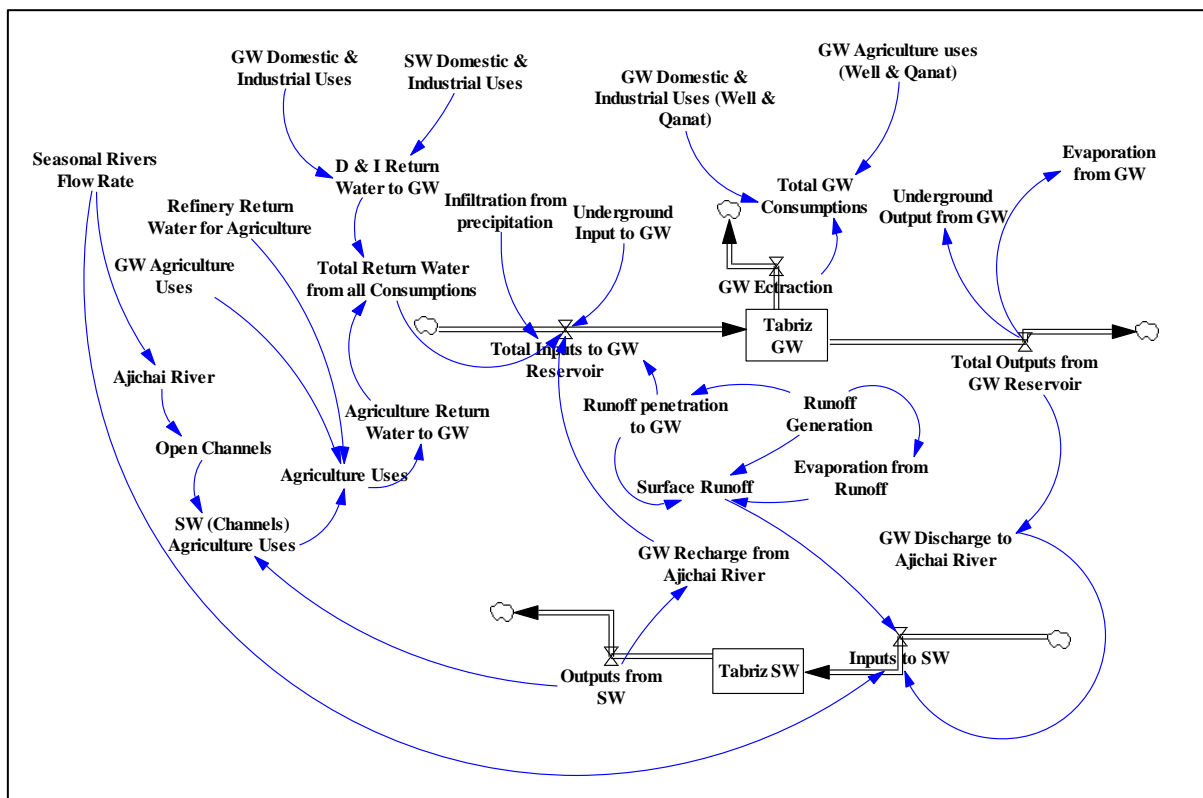 GW Domestic &
Industrial Uses
SW Domestic &
Industrial Uses
GW Domestic &
Industrial Uses (Well &
Qanat)
GW Agriculture uses
(Well & Qanat)
Seasonal Rivers
Flow Rate
D & I Return
Water to GW
Evaporation
from GW
Refinery Return
Water for Agriculture
Infiltration from
precipitation
Underground
Input to GW
Total GW
Consumptions
Underground
Output from GW
GW Agriculture
Uses
Total Return Water
from all Consumptions
GW Extraction
Tabriz
GW
Total Inputs to GW
Reservoir
Total Outputs from
GW Reservoir
Ajichai River
Agriculture Return
Water to GW
Runoff penetration
to GW
Runoff
Generation
Open Channels
Agriculture Uses
Surface Runoff
Evaporation from
Runoff
SW (Channels)
Agriculture Uses
GW Recharge from
Ajichai River
GW Discharge to
Ajichai River
Outputs from
SW
Tabriz SW
Inputs to SW